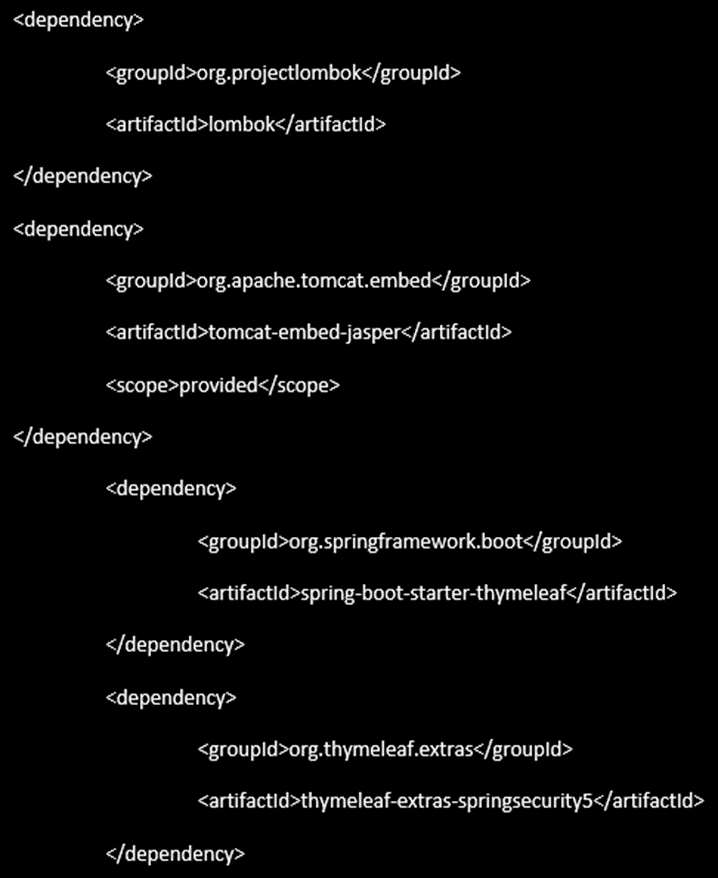 <dependency>
<groupId>org.projectlombok</groupId>
<artifactId>lombok</artifactId>
</dependency>
<dependency>
<groupId>org.apache.tomcat.embed</groupId>
<artifactId>tomcat-embed-jasper</artifactId>
<scope>provided</scope>
</dependency>
<dependency>
<groupId>org.springframework.boot</groupId>
<artifactId>spring-boot-starter-thymeleaf</artifactId>
</dependency>
<dependency>
<groupId>org.thymeleaf.extras</groupId>
<artifactId>thymeleaf-extras-springsecurity5</artifactId>
</dependency>